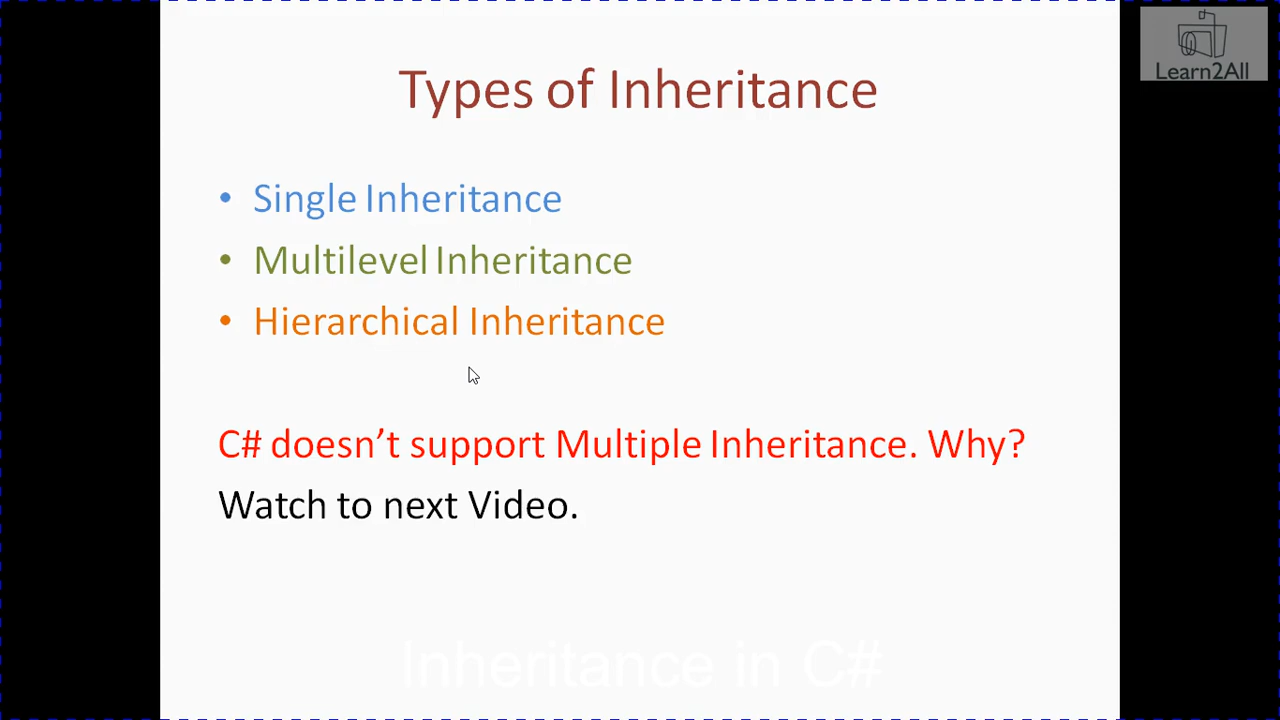 Learn2All
Types of Inheritance
• Single Inheritance
• Multilevel Inheritance
• Hierarchical Inheritance
C# doesn’t support Multiple Inheritance. Why?
Watch to next Video.
Inheritance in C#